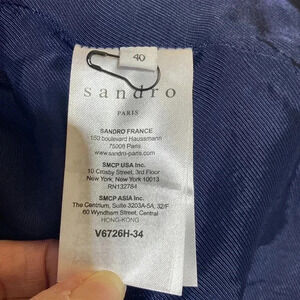 40
sandro
PARIS
SANDRO FRANCE
150 boulevard Haussmann
75008 Paris
www.sandro-paris.com
SMCP USA Inc.
10 Crosby Street, 3rd Floor
New York, New York 10013
RN132784
SMCP ASIA Inc.
The Centrium, Suite 3203A-5A, 32/F
60 Wyndham Street, Central
HONG-KONG
V6726H-34